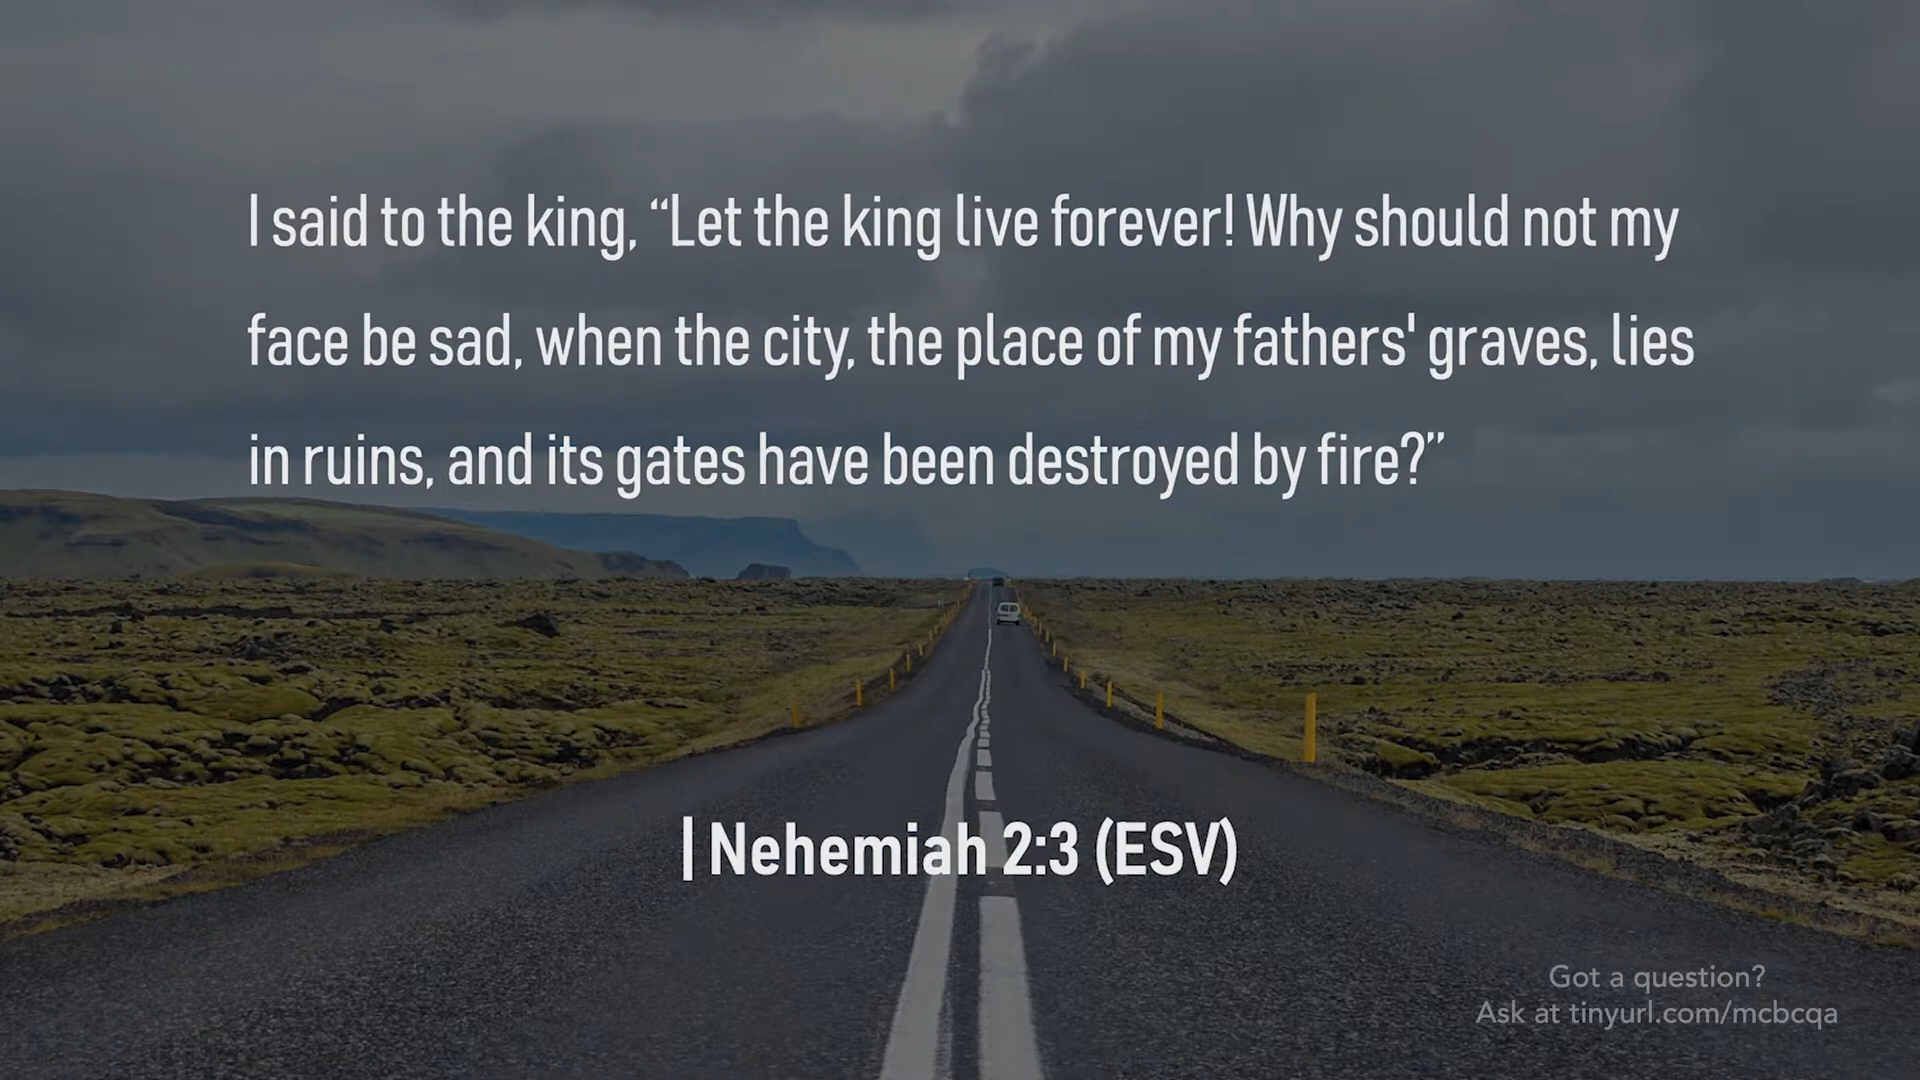 I said to the king, “Let the king live forever! Why should not my
face be sad, when the city, the place of my fathers' graves, lies
in ruins, and its gates have been destroyed by fire?”
| Nehemiah 2:3 (ESV)
Got a question?
Ask at tinyurl.com/mcbcqa